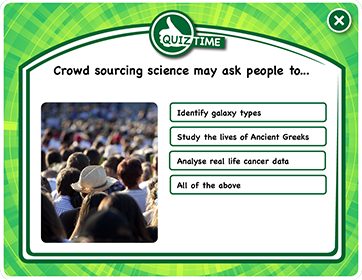 QUIZ TIME
Crowd sourcing science may ask people to...
Identify galaxy types
Study the lives of Ancient Greeks
Analyse real life cancer data
All of the above